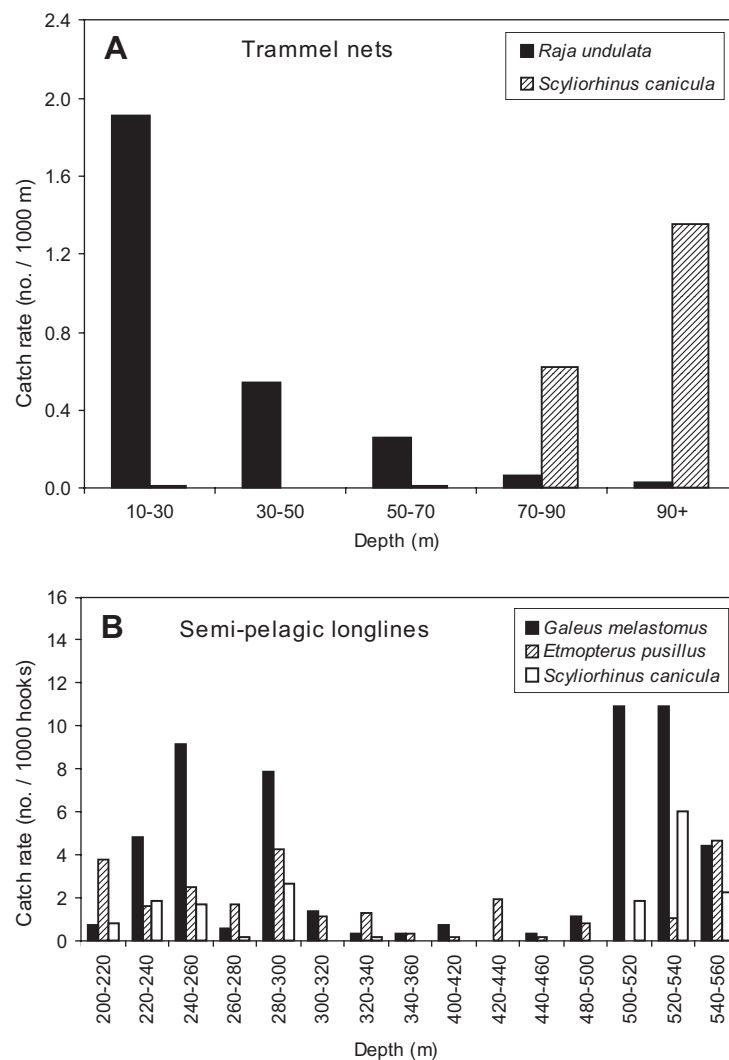 A
Trammel nets
Raja undulata
Scyliorhinus canicula
Catch rate (no. / 1000 m)
2.4
2.0
1.6
1.2
0.8
0.4
0.0
10-30 30-50 50-70 70-90 90+
Depth (m)
B
Semi-pelagic longlines
Galeus melastomus
Etmopterus pusillus
Scyliorhinus canicula
Catch rate (no. / 1000 hooks)
16
14
12
10
8
6
4
2
0
200-220
220-240
240-260
260-280
280-300
300-320
320-340
340-360
400-420
420-440
440-460
480-500
500-520
520-540
540-560
Depth (m)